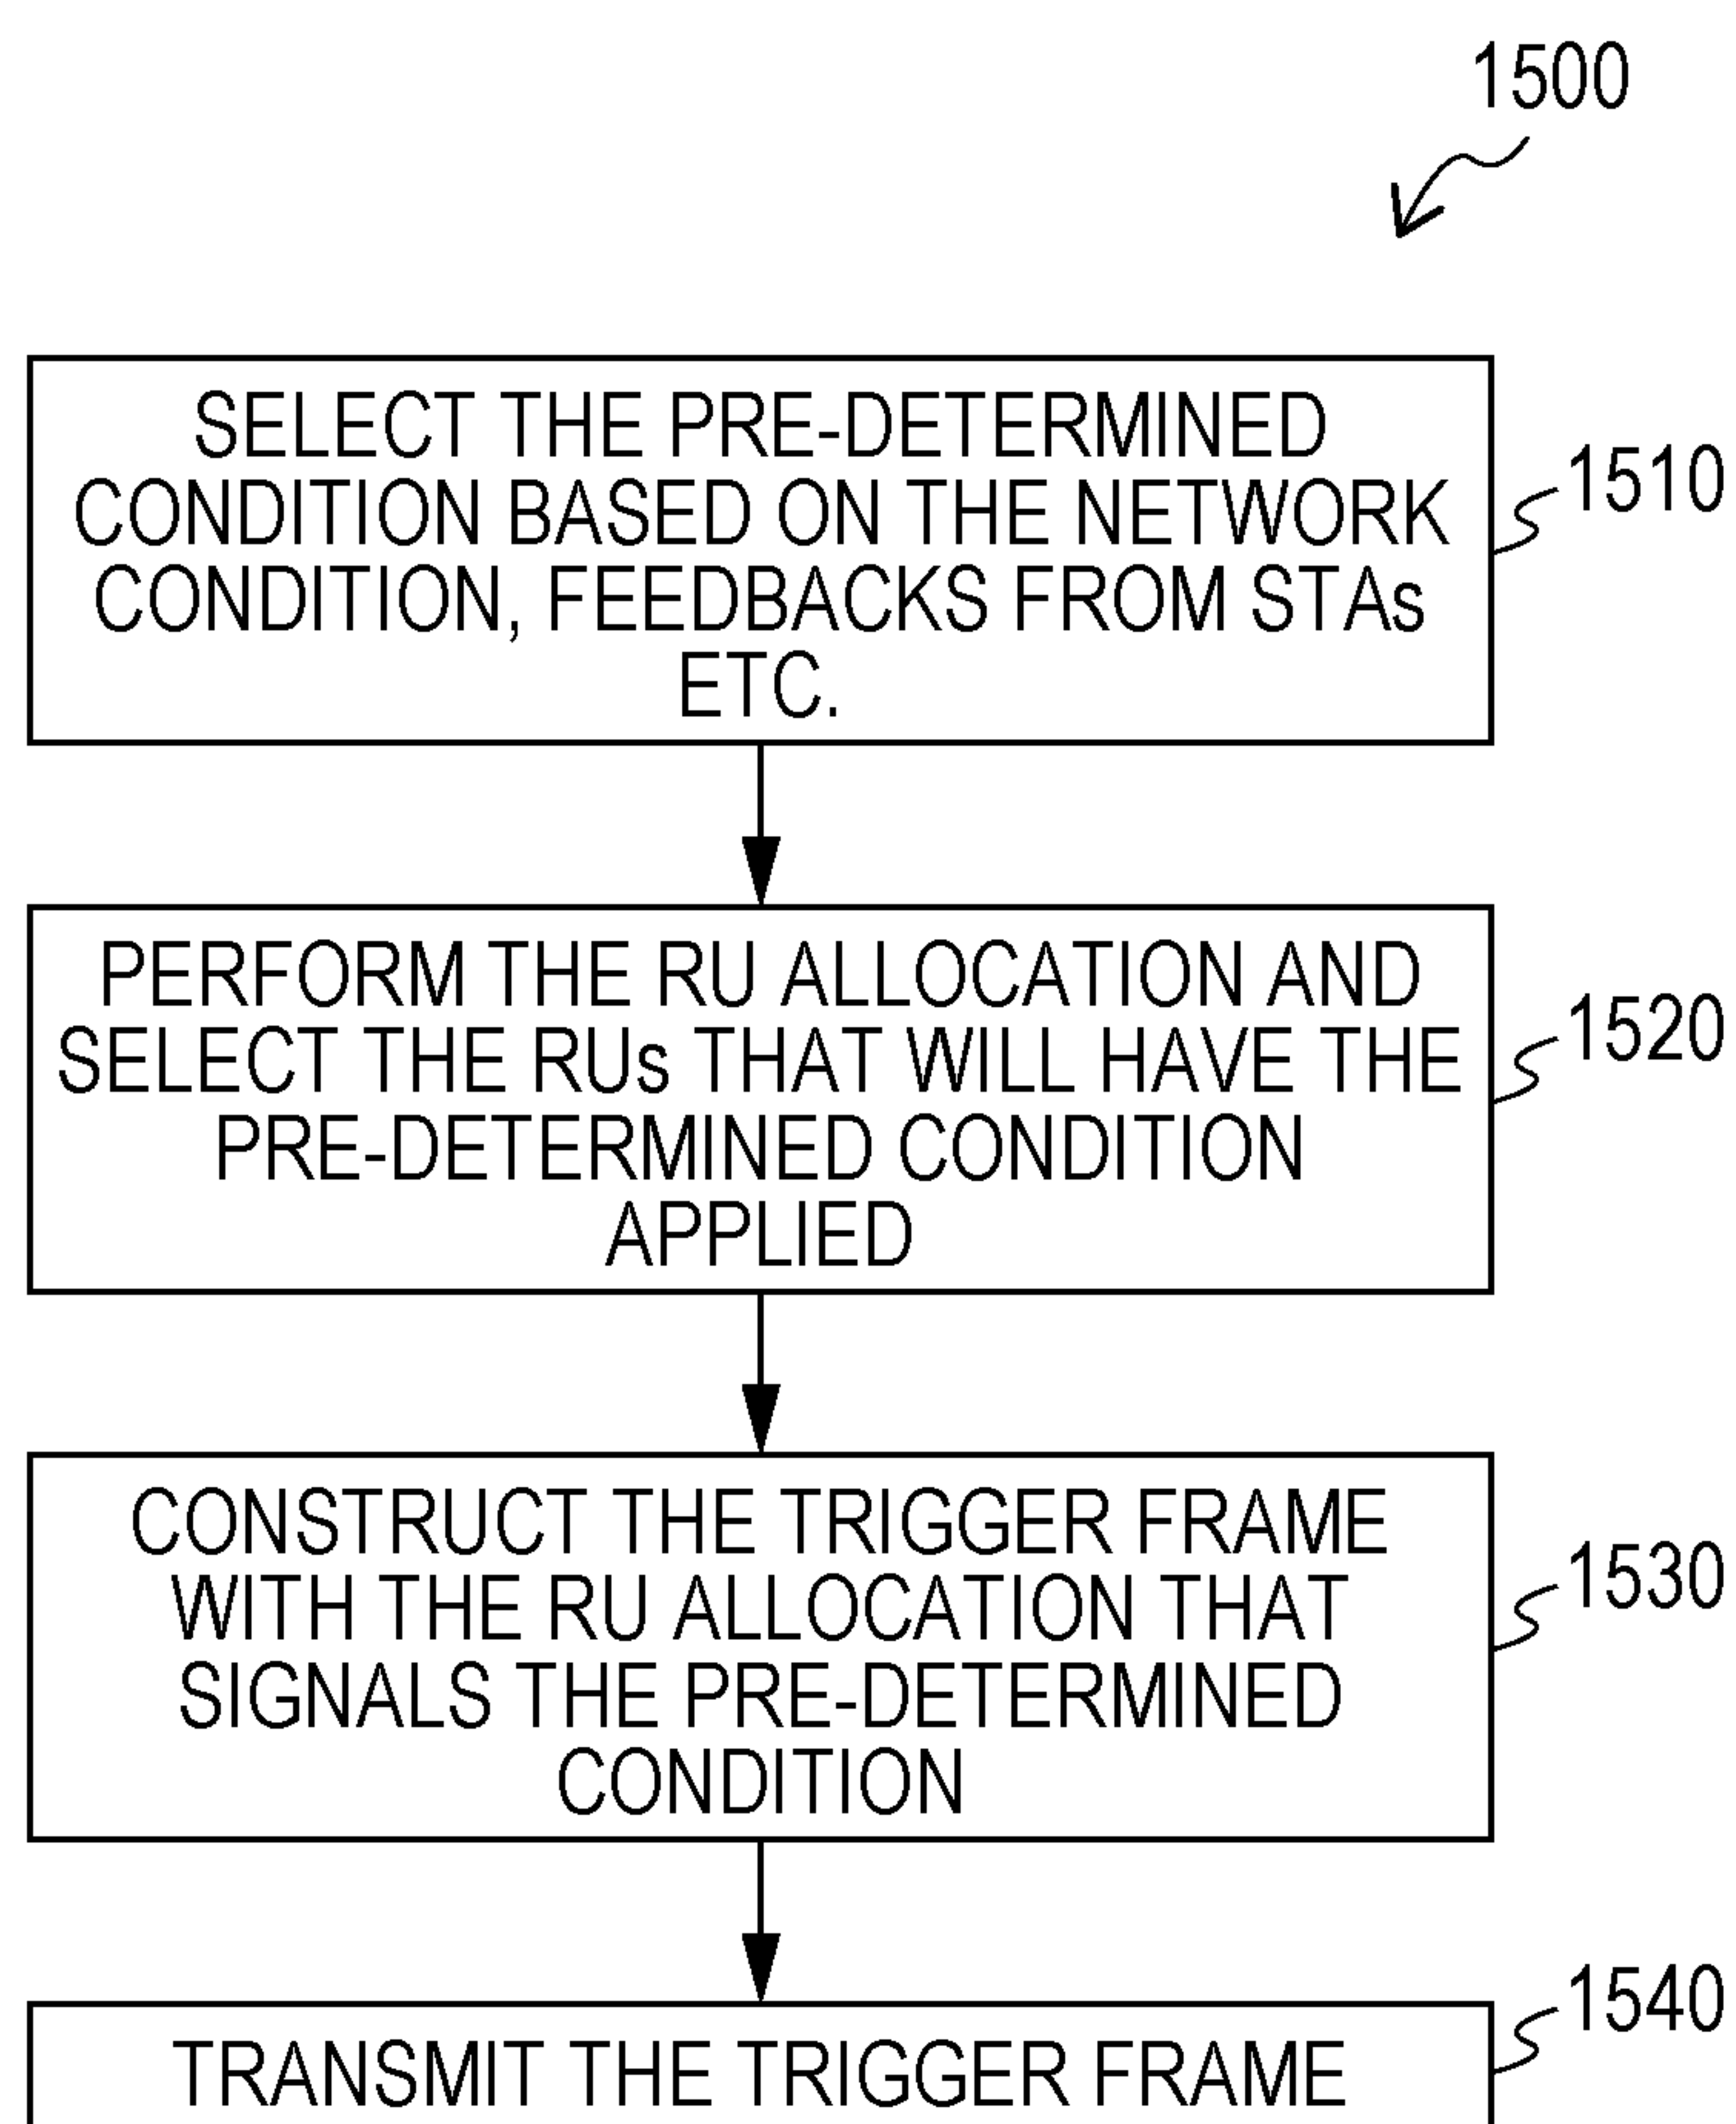 1500
SELECT THE PRE-DETERMINED
CONDITION BASED ON THE NETWORK
CONDITION, FEEDBACKS FROM STAs
ETC.
1510
PERFORM THE RU ALLOCATION AND
SELECT THE RUs THAT WILL HAVE THE
PRE-DETERMINED CONDITION
APPLIED
1520
CONSTRUCT THE TRIGGER FRAME
WITH THE RU ALLOCATION THAT
SIGNALS THE PRE-DETERMINED
CONDITION
1530
TRANSMIT THE TRIGGER FRAME
1540